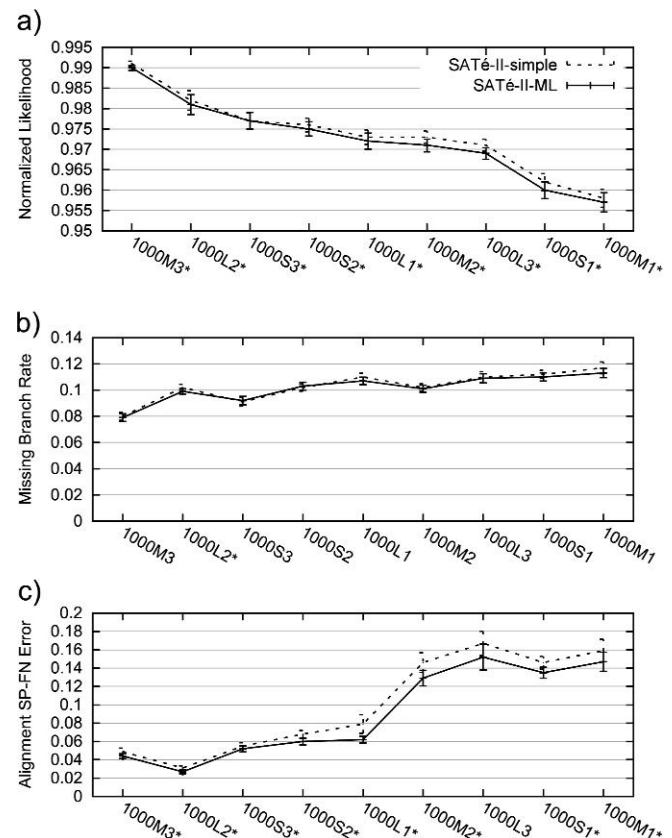 a)
0.995
0.99
0.985
0.98
0.975
0.97
0.965
0.96
0.955
0.95
Normalized Likelihood
SATé-II-simple
SATé-II-ML
1000M3* 1000L2* 1000S3* 1000S2* 1000L1* 1000M2* 1000L3* 1000S1* 1000M1*
b)
0.14
0.12
0.1
0.08
0.06
0.04
0.02
0
Missing Branch Rate
1000M3 1000L2* 1000S3 1000S2 1000L1 1000M2 1000L3 1000S1 1000M1
c)
0.2
0.18
0.16
0.14
0.12
0.1
0.08
0.06
0.04
0.02
0
Alignment SP-FN Error
1000M3* 1000L2* 1000S3* 1000S2* 1000L1* 1000M2* 1000L3 1000S1* 1000M1*